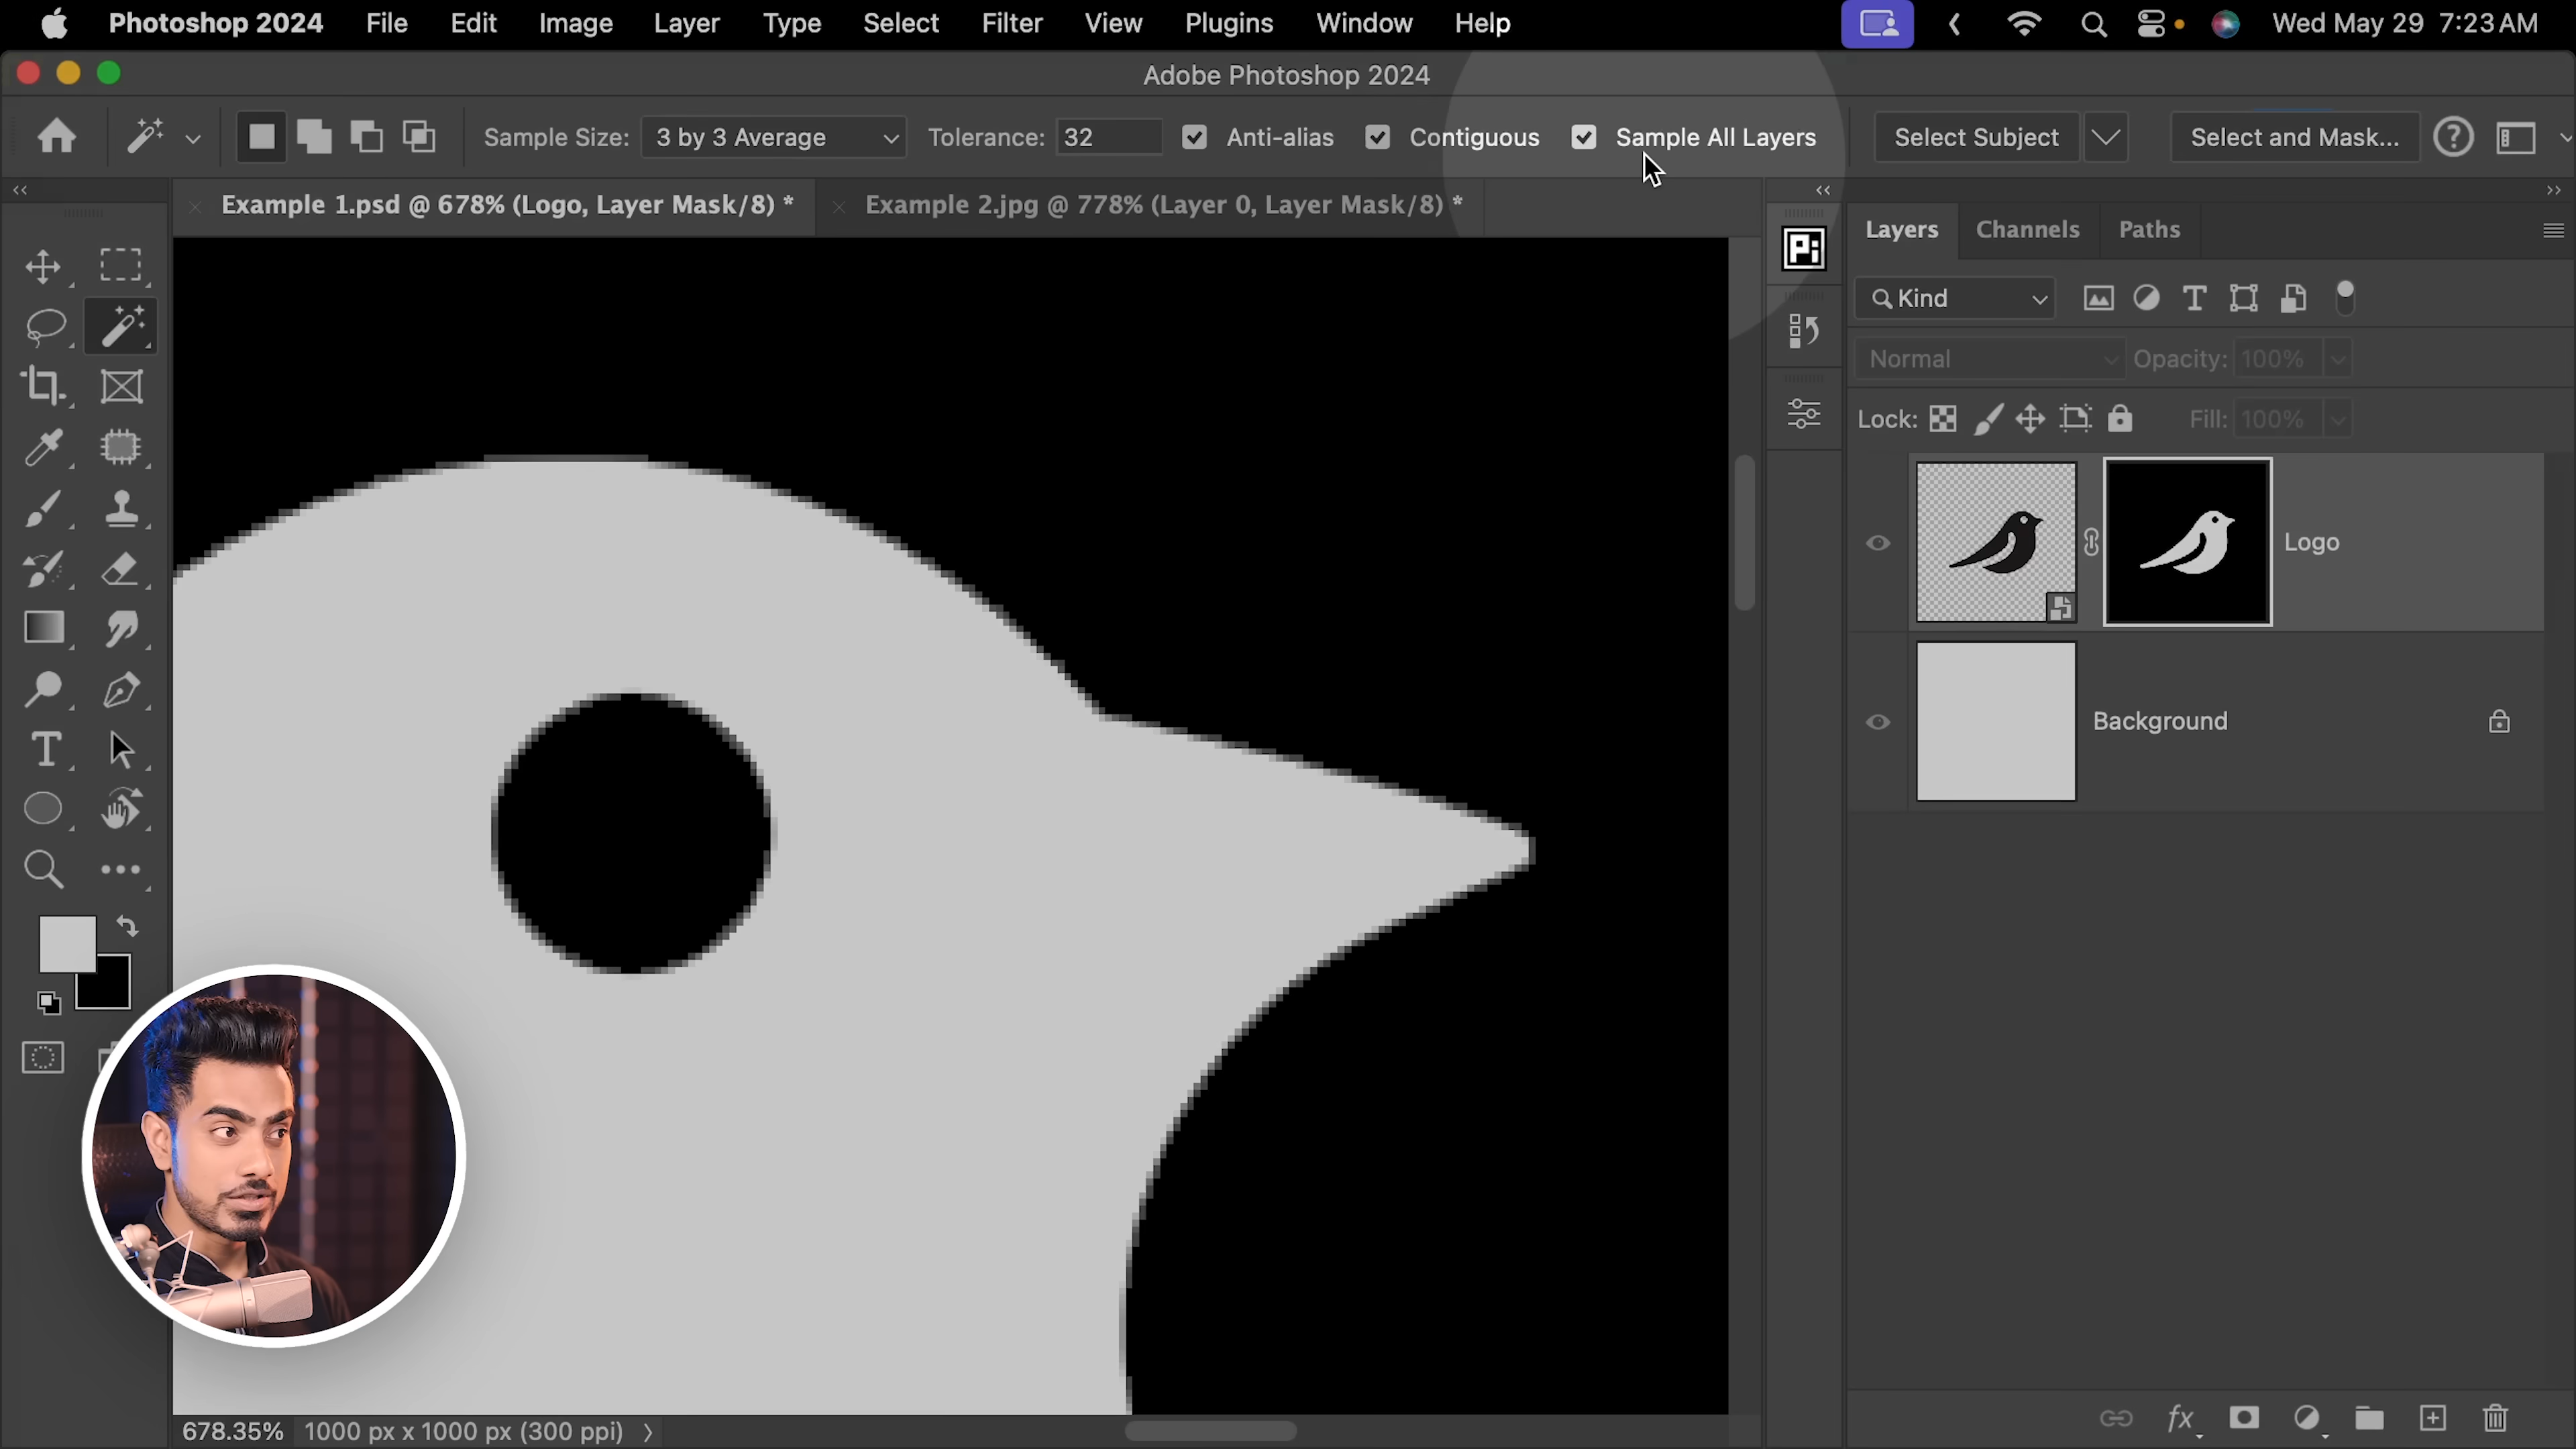 Photoshop 2024 File Edit Image Layer Type Select Filter View Plugins Window Help Wed May 29 7:23 AM
Adobe Photoshop 2024
Sample Size: 3 by 3 Average Tolerance: 32 Anti-alias Contiguous Sample All Layers Select Subject Select and Mask...
Example 1.psd @ 678% (Logo, Layer Mask/8) * Example 2.jpg @ 778% (Layer 0, Layer Mask/8) *
Pi
Layers Channels Paths
Kind
Normal Opacity: 100%
Lock: Fill: 100%
Logo
Background
678.35% 1000 px x 1000 px (300 ppi)
fx